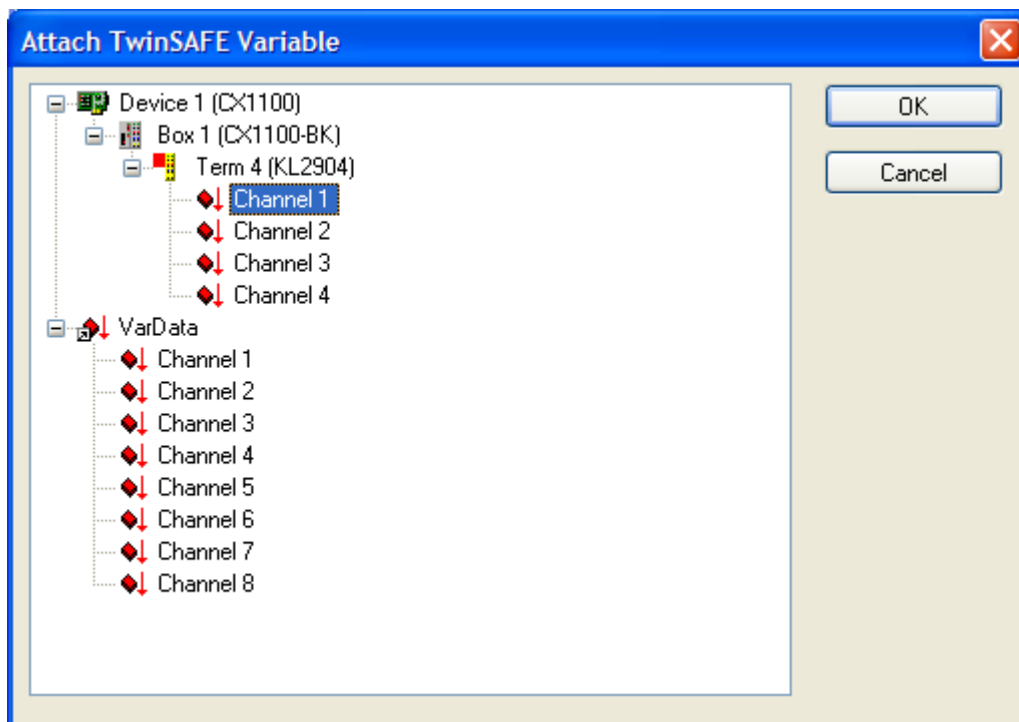 Attach TwinSAFE Variable
Device 1 (CX1100)
OK
Box 1 (CX1100-BK)
Term 4 (KL2904)
Cancel
Channel 1
Channel 2
Channel 3
Channel 4
VarData
Channel 1
Channel 2
Channel 3
Channel 4
Channel 5
Channel 6
Channel 7
Channel 8